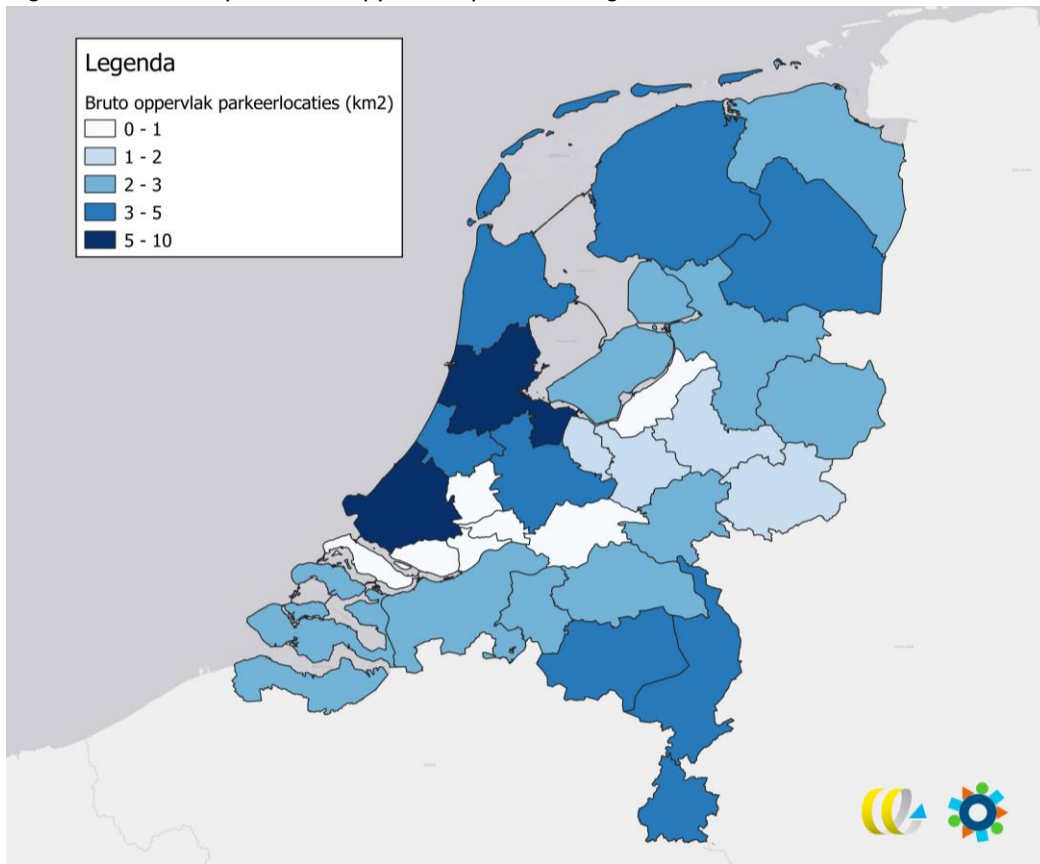 Legenda
Bruto oppervlak parkeerlocaties (km2)
0 - 1
1 - 2
2 - 3
3 - 5
5 - 10